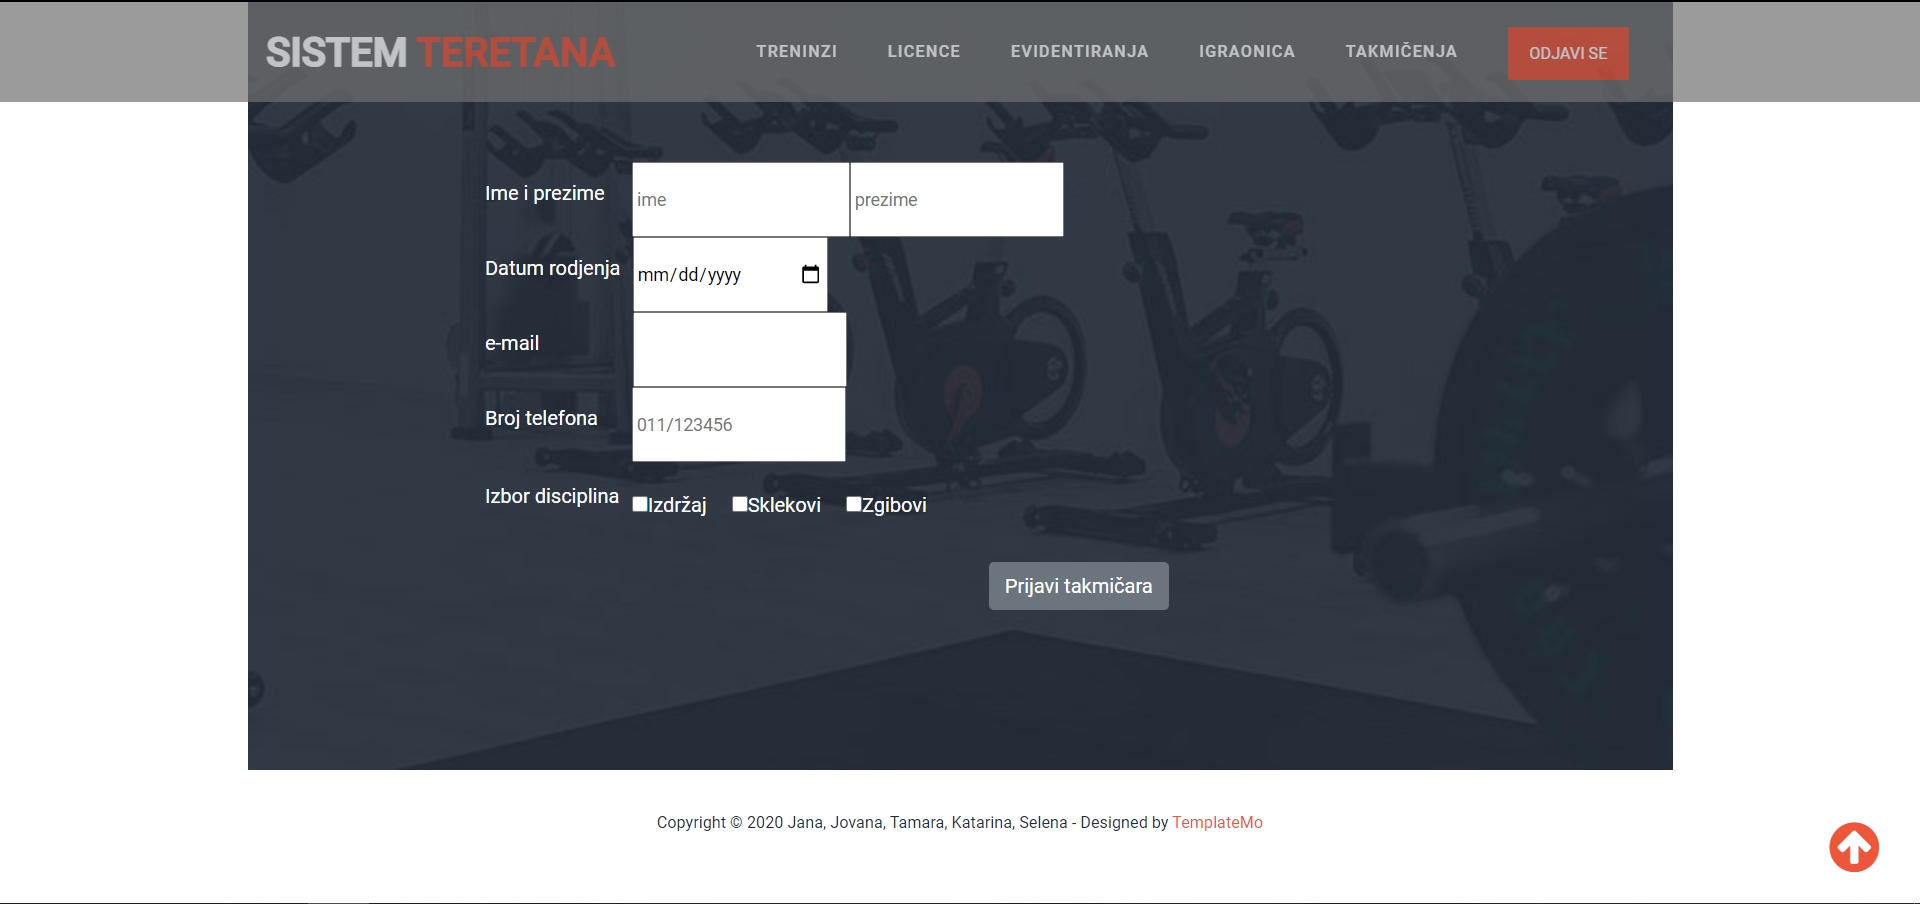 SISTEM TERETANA TRENINZI LICENCE EVIDENTIRANJA IGRAONICA TAKMIČENJA ODJAVI SE
Ime i prezime ime prezime
Datum rodjenja mm/dd/yyyy
e-mail
Broj telefona 011/123456
Izbor disciplina Izdržaj Sklekovi Zgibovi
Prijavi takmičara
Copyright © 2020 Jana, Jovana, Tamara, Katarina, Selena - Designed by TemplateMo